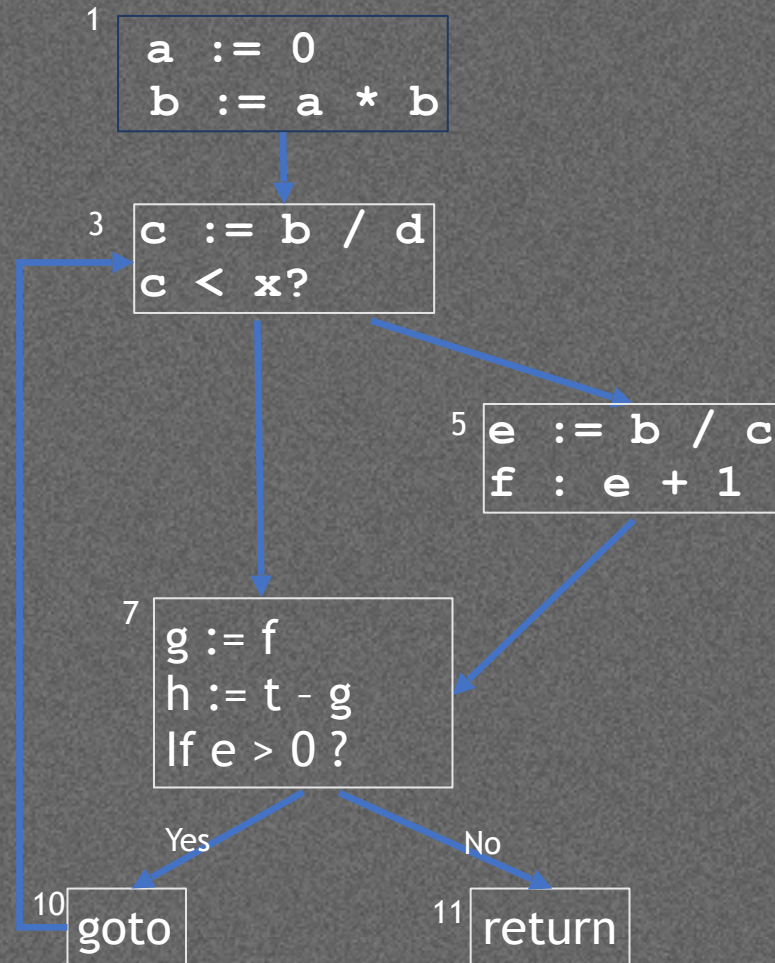 1
a := 0
b := a * b
3
c := b / d
c < x?
5
e := b / c
f : e + 1
7
g := f
h := t - g
If e > 0 ?
Yes
No
10
goto
11
return